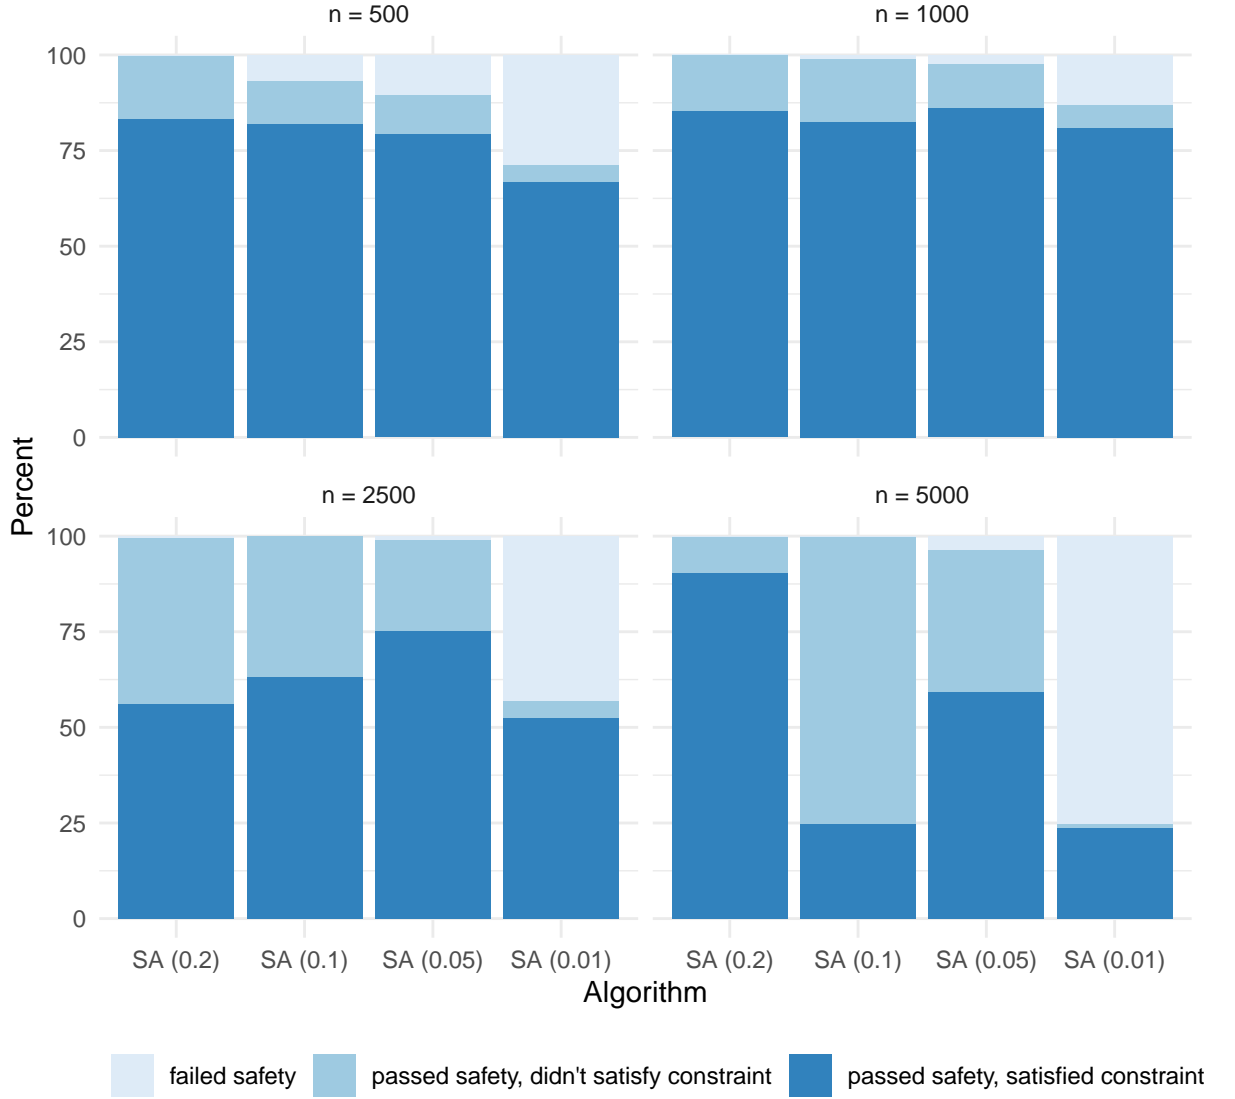 n = 500
n = 1000
100
75
50
25
0
Percent
n = 2500
n = 5000
100
75
50
25
0
SA (0.2) SA (0.1) SA (0.05) SA (0.01) SA (0.2) SA (0.1) SA (0.05) SA (0.01)
Algorithm
failed safety passed safety, didn't satisfy constraint passed safety, satisfied constraint